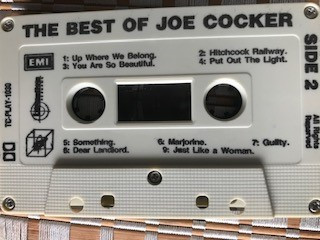 THE BEST OF JOE COCKER
EMI
1: Up Where We Belong. 2: Hitchcock Railway.
3: You Are So Beautiful. 4: Put Out The Light.
SIDE 2
TC-PLAY-1033
All Rights
Reserved
5: Something. 6: Marjorine. 7: Guilty.
8: Dear Landlord. 9: Jest Like a Woman.